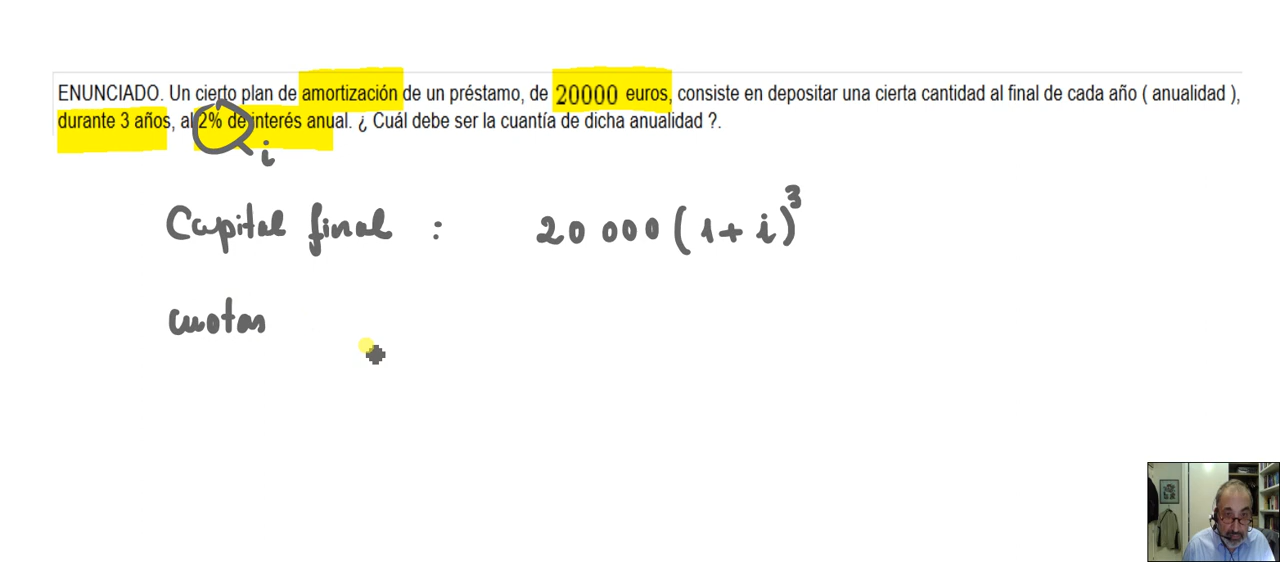 ENUNCIADO. Un cierto plan de amortización de un préstamo, de 20000 euros, consiste en depositar una cierta cantidad al final de cada año ( anualidad ),
durante 3 años, al 2% de interés anual. ¿ Cuál debe ser la cuantía de dicha anualidad ?.
i
Capital final : 20 000 (1 + i)³
cuotas